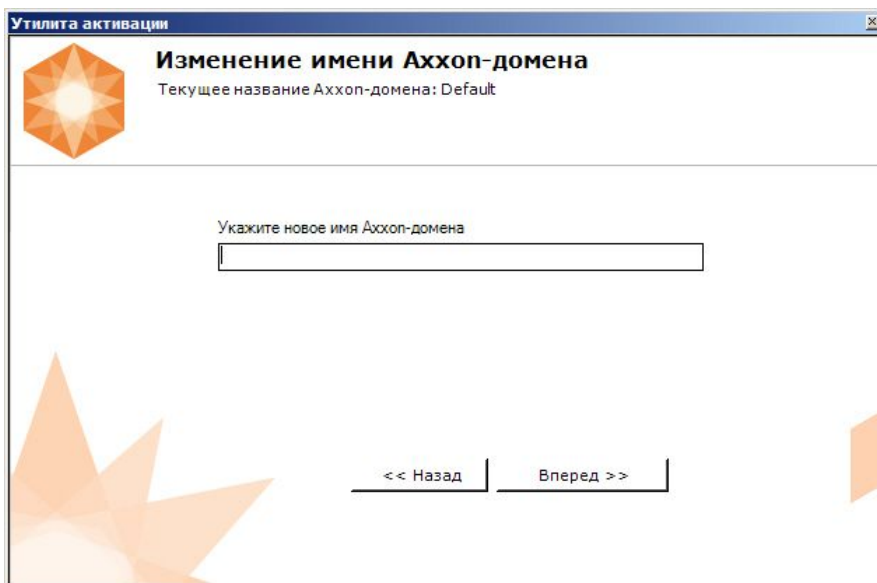 Утилита активации
Изменение имени Axxon-домена
Текущее название Axxon-домена: Default
Укажите новое имя Axxon-домена
<< Назад
Вперед >>